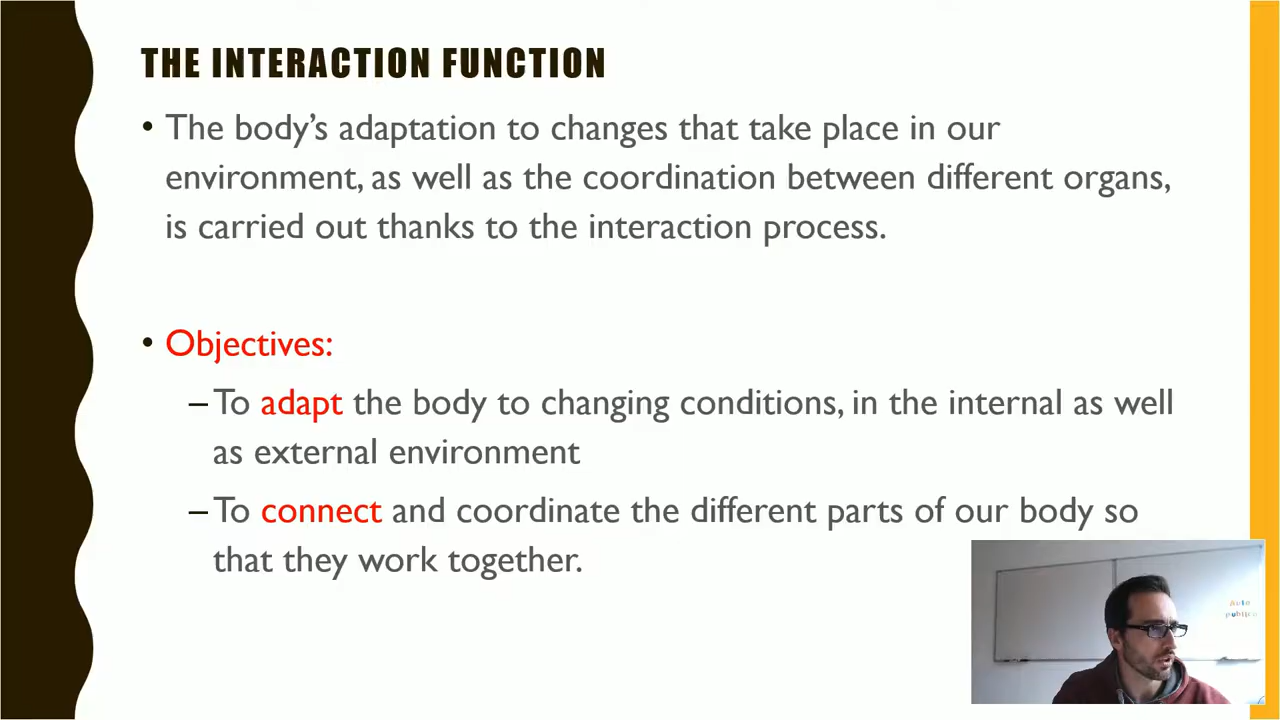 THE INTERACTION FUNCTION
• The body's adaptation to changes that take place in our
environment, as well as the coordination between different organs,
is carried out thanks to the interaction process.
• Objectives:
–To adapt the body to changing conditions, in the internal as well
as external environment
–To connect and coordinate the different parts of our body so
that they work together.
Auto